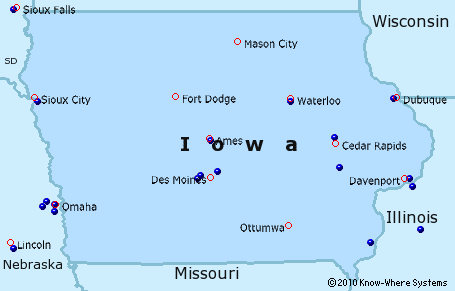 Sioux Falls
Wisconsin
Mason City
SD
Sioux City
Fort Dodge
Waterloo
Dubuque
Ames
Iowa
Cedar Rapids
Des Moines
Davenport
Omaha
Illinois
Ottumwa
Lincoln
Nebraska
Missouri
©2010 Know-Where Systems